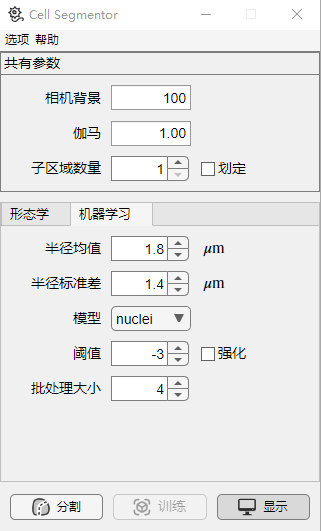 Cell Segmentor
选项 帮助
共有参数
相机背景 100
伽马 1.00
子区域数量 1 划定
形态学 机器学习
半径均值 1.8 μm
半径标准差 1.4 μm
模型 nuclei
阈值 -3 强化
批处理大小 4
分割 训练 显示